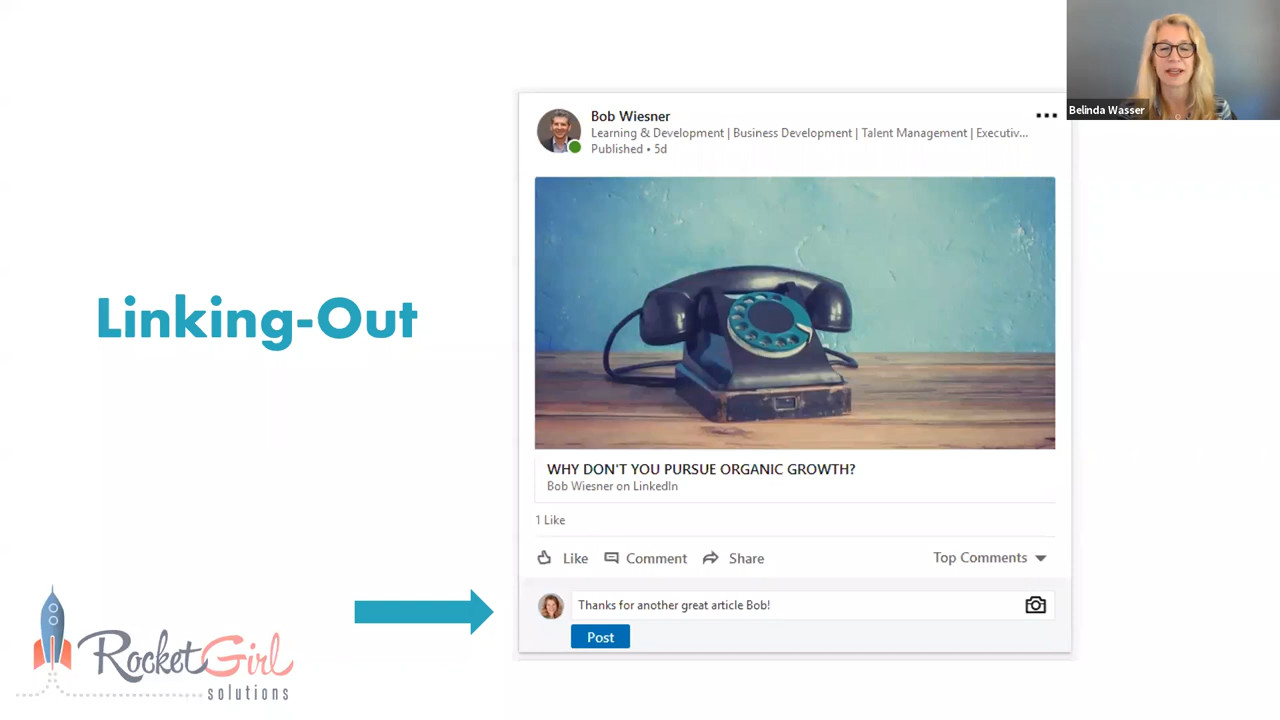 Belinda Wasser
Bob Wiesner
Learning & Development | Business Development | Talent Management | Executiv...
Published • 5d
Linking-Out
WHY DON'T YOU PURSUE ORGANIC GROWTH?
Bob Wiesner on LinkedIn
1 Like
Like Comment Share Top Comments
Thanks for another great article Bob!
Post
RocketGirl
solutions